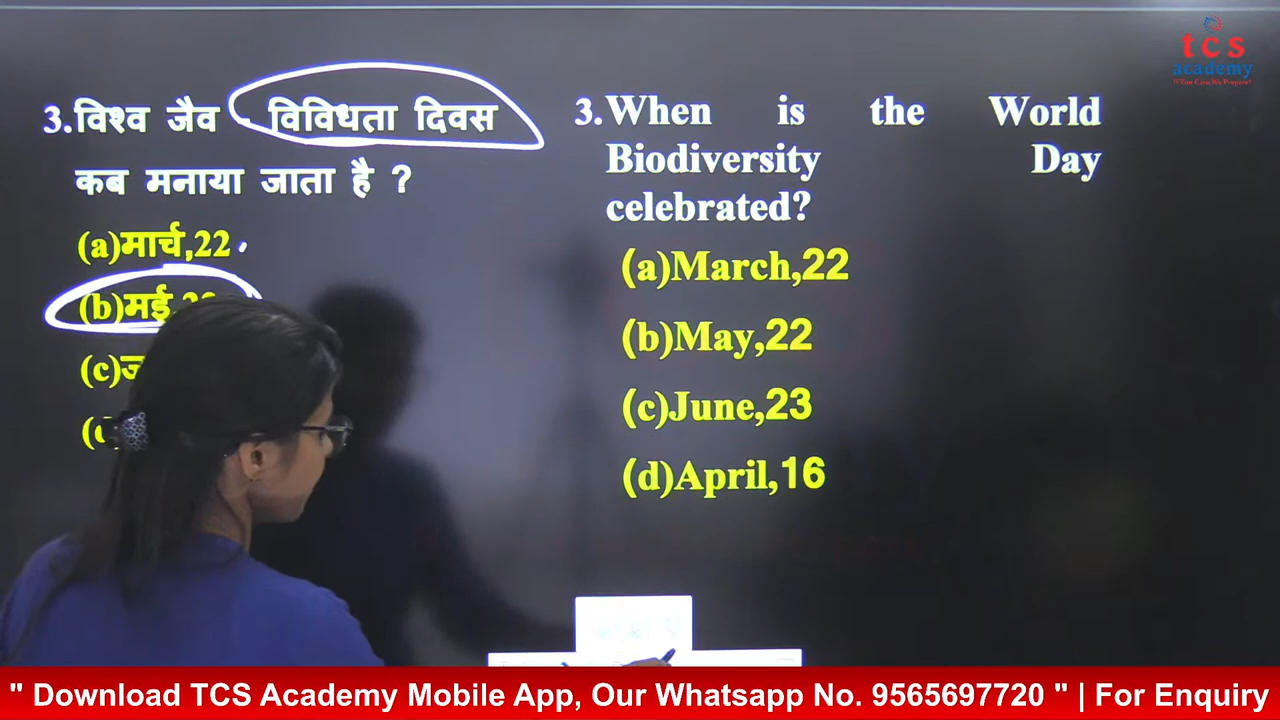 tcs
academy
3.विश्व जैव - विविधता दिवस
कब मनाया जाता है ?
(a)मार्च,22
(b)मई,
3.When is the World
Biodiversity Day
celebrated?
(a)March,22
(b)May,22
(c)June,23
(d)April,16
" Download TCS Academy Mobile App, Our Whatsapp No. 9565697720 " | For Enquiry